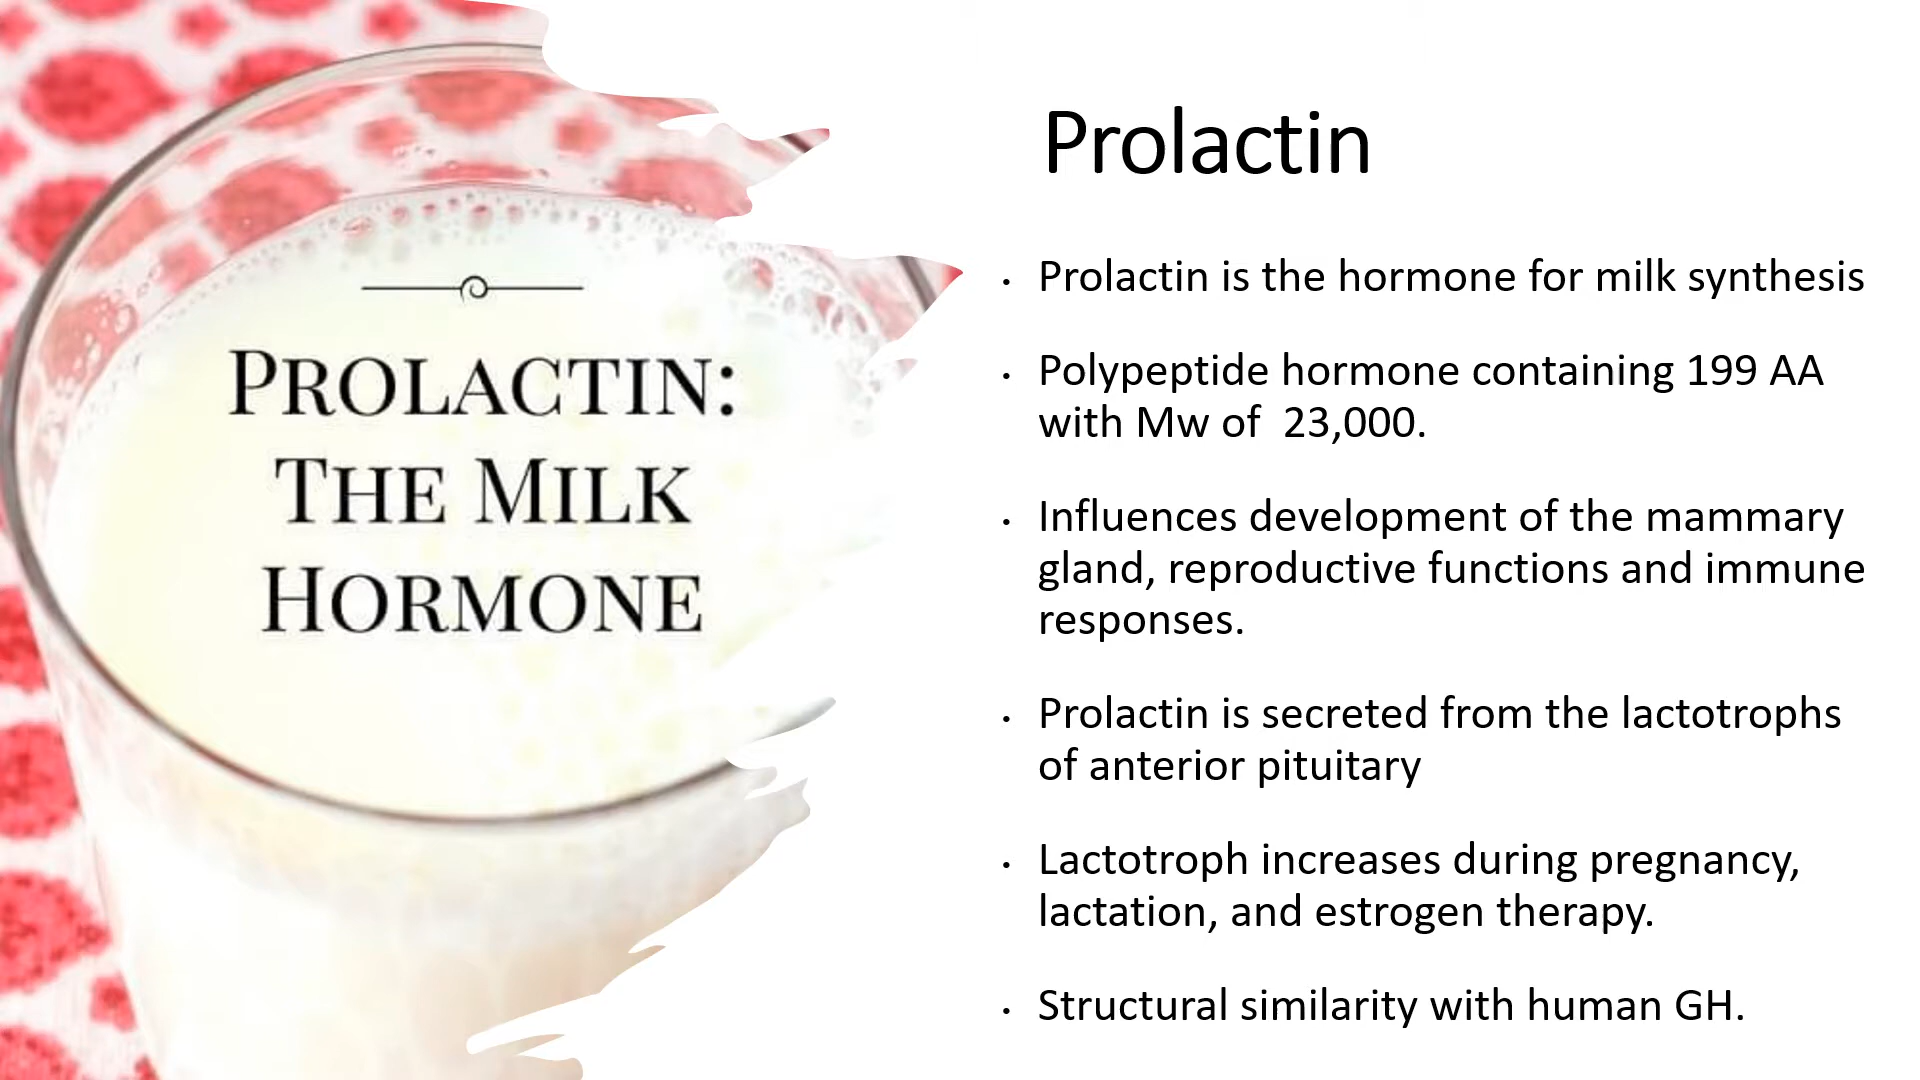 PROLACTIN:
THE MILK
HORMONE
Prolactin
• Prolactin is the hormone for milk synthesis
• Polypeptide hormone containing 199 AA
with Mw of  23,000.
• Influences development of the mammary
gland, reproductive functions and immune
responses.
• Prolactin is secreted from the lactotrophs
of anterior pituitary
• Lactotroph increases during pregnancy,
lactation, and estrogen therapy.
• Structural similarity with human GH.